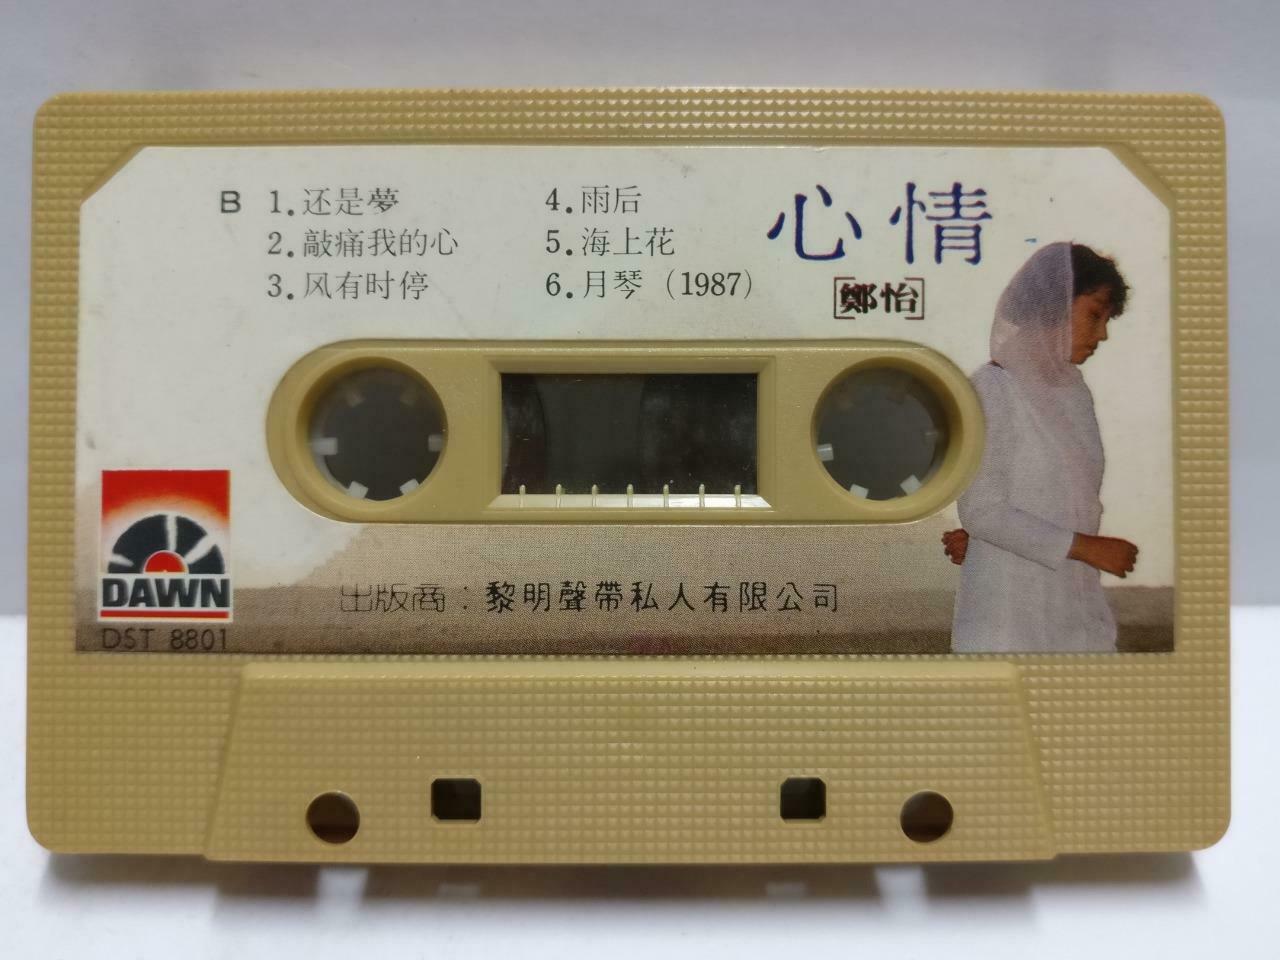 B 1.还是夢
2.敲痛我的心
3.风有时停
4.雨后
5.海上花
6.月琴（1987）
心情
[鄭怡]
DAWN
DST 8801
出版商：黎明聲帶私人有限公司